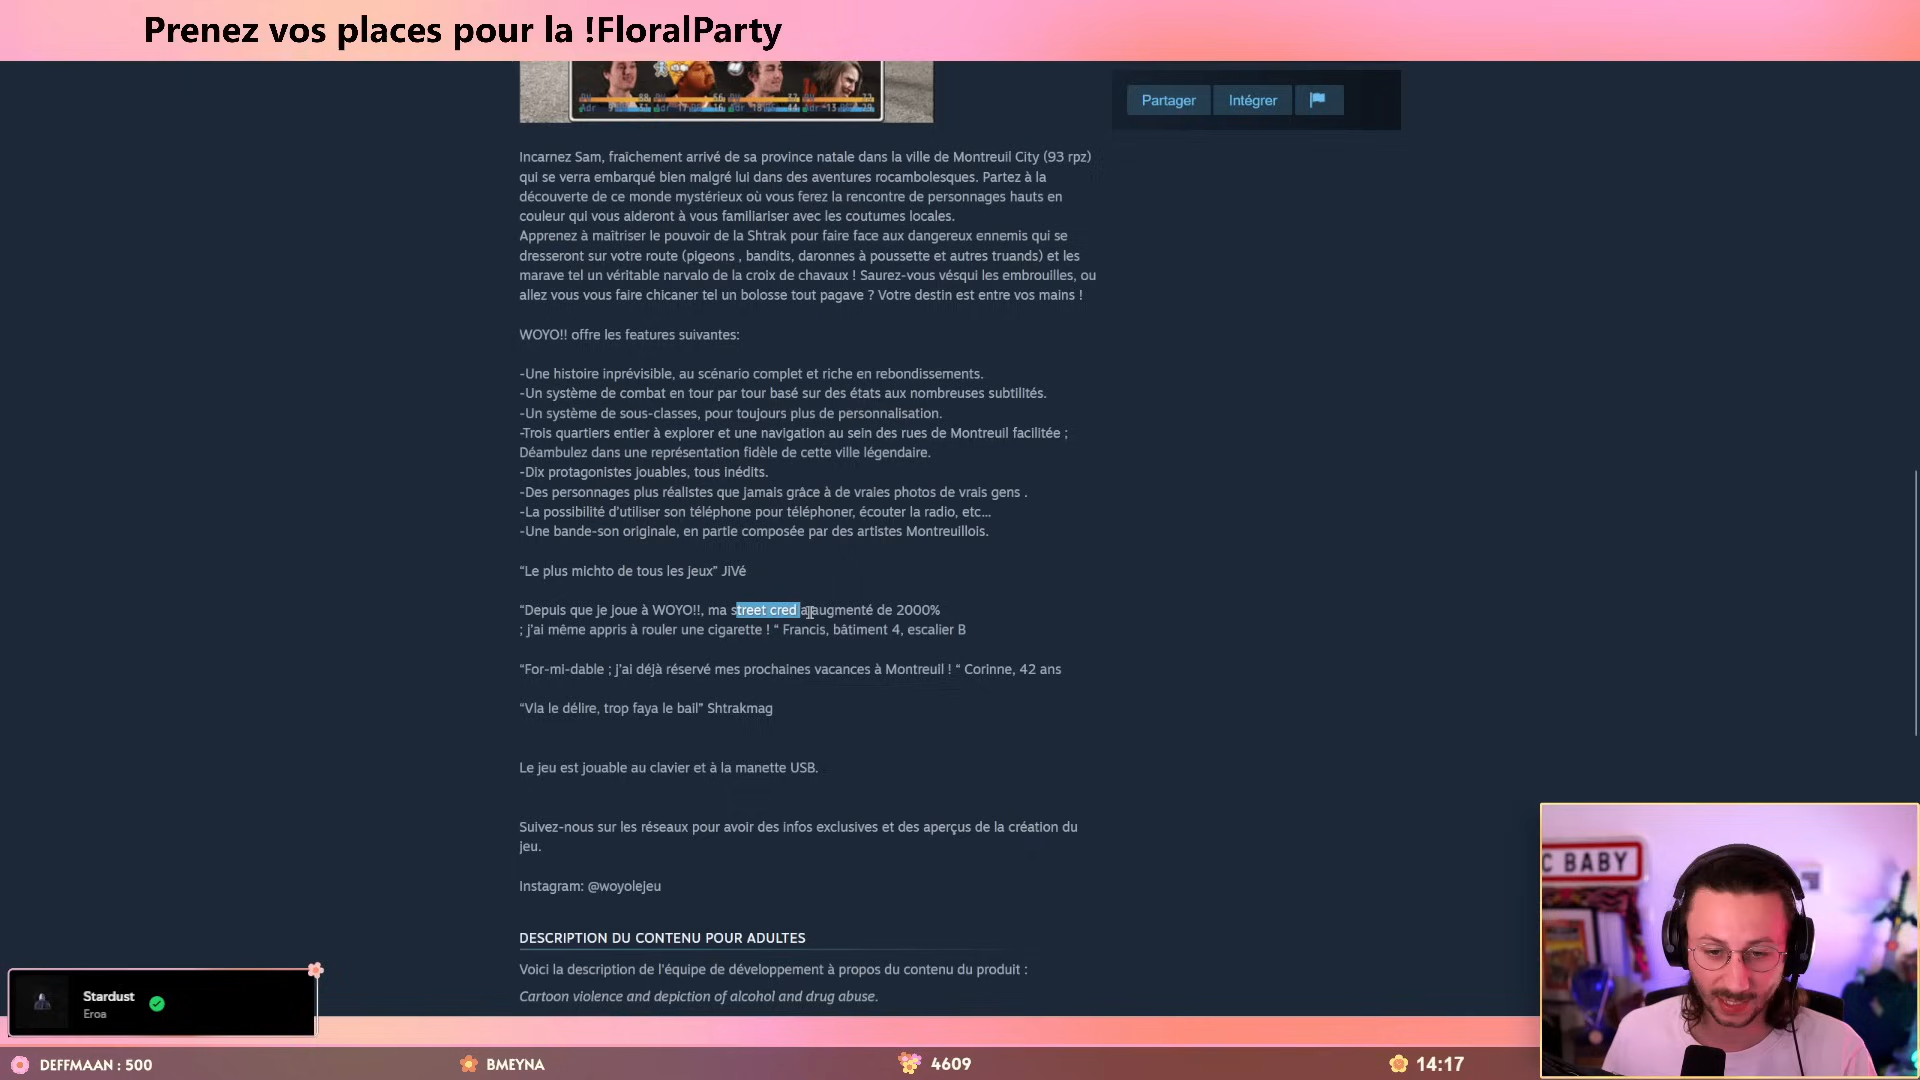 Prenez vos places pour la !FloralParty
Partager
Intégrer
Incarnez Sam, fraîchement arrivé de sa province natale dans la ville de Montreuil City (93 rpz)
qui se verra embarqué bien malgré lui dans des aventures rocambolesques. Partez à la
découverte de ce monde mystérieux où vous ferez la rencontre de personnages hauts en
couleur qui vous aideront à vous familiariser avec les coutumes locales.
Apprenez à maîtriser le pouvoir de la Shtrak pour faire face aux dangereux ennemis qui se
dresseront sur votre route (pigeons , bandits, daronnes à poussette et autres truands) et les
marave tel un véritable narvalo de la croix de chavaux ! Saurez-vous vésqui les embrouilles, ou
allez vous vous faire chicaner tel un bolosse tout pagave ? Votre destin est entre vos mains !
WOYO!! offre les features suivantes:
-Une histoire inprévisible, au scénario complet et riche en rebondissements.
-Un système de combat en tour par tour basé sur des états aux nombreuses subtilités.
-Un système de sous-classes, pour toujours plus de personnalisation.
-Trois quartiers entier à explorer et une navigation au sein des rues de Montreuil facilitée ;
Déambulez dans une représentation fidèle de cette ville légendaire.
-Dix protagonistes jouables, tous inédits.
-Des personnages plus réalistes que jamais grâce à de vraies photos de vrais gens .
-La possibilité d’utiliser son téléphone pour téléphoner, écouter la radio, etc...
-Une bande-son originale, en partie composée par des artistes Montreuillois.
“Le plus michto de tous les jeux” JiVé
“Depuis que je joue à WOYO!!, ma street cred a augmenté de 2000%
; j’ai même appris à rouler une cigarette ! “ Francis, bâtiment 4, escalier B
“For-mi-dable ; j’ai déjà réservé mes prochaines vacances à Montreuil ! “ Corinne, 42 ans
“Vla le délire, trop faya le bail” Shtrakmag
Le jeu est jouable au clavier et à la manette USB.
Suivez-nous sur les réseaux pour avoir des infos exclusives et des aperçus de la création du
jeu.
Instagram: @woyolejeu
DESCRIPTION DU CONTENU POUR ADULTES
Voici la description de l'équipe de développement à propos du contenu du produit :
Cartoon violence and depiction of alcohol and drug abuse.
C BABY
Stardust
Eroa
DEFFMAAN : 500
BMEYNA
4609
14:17